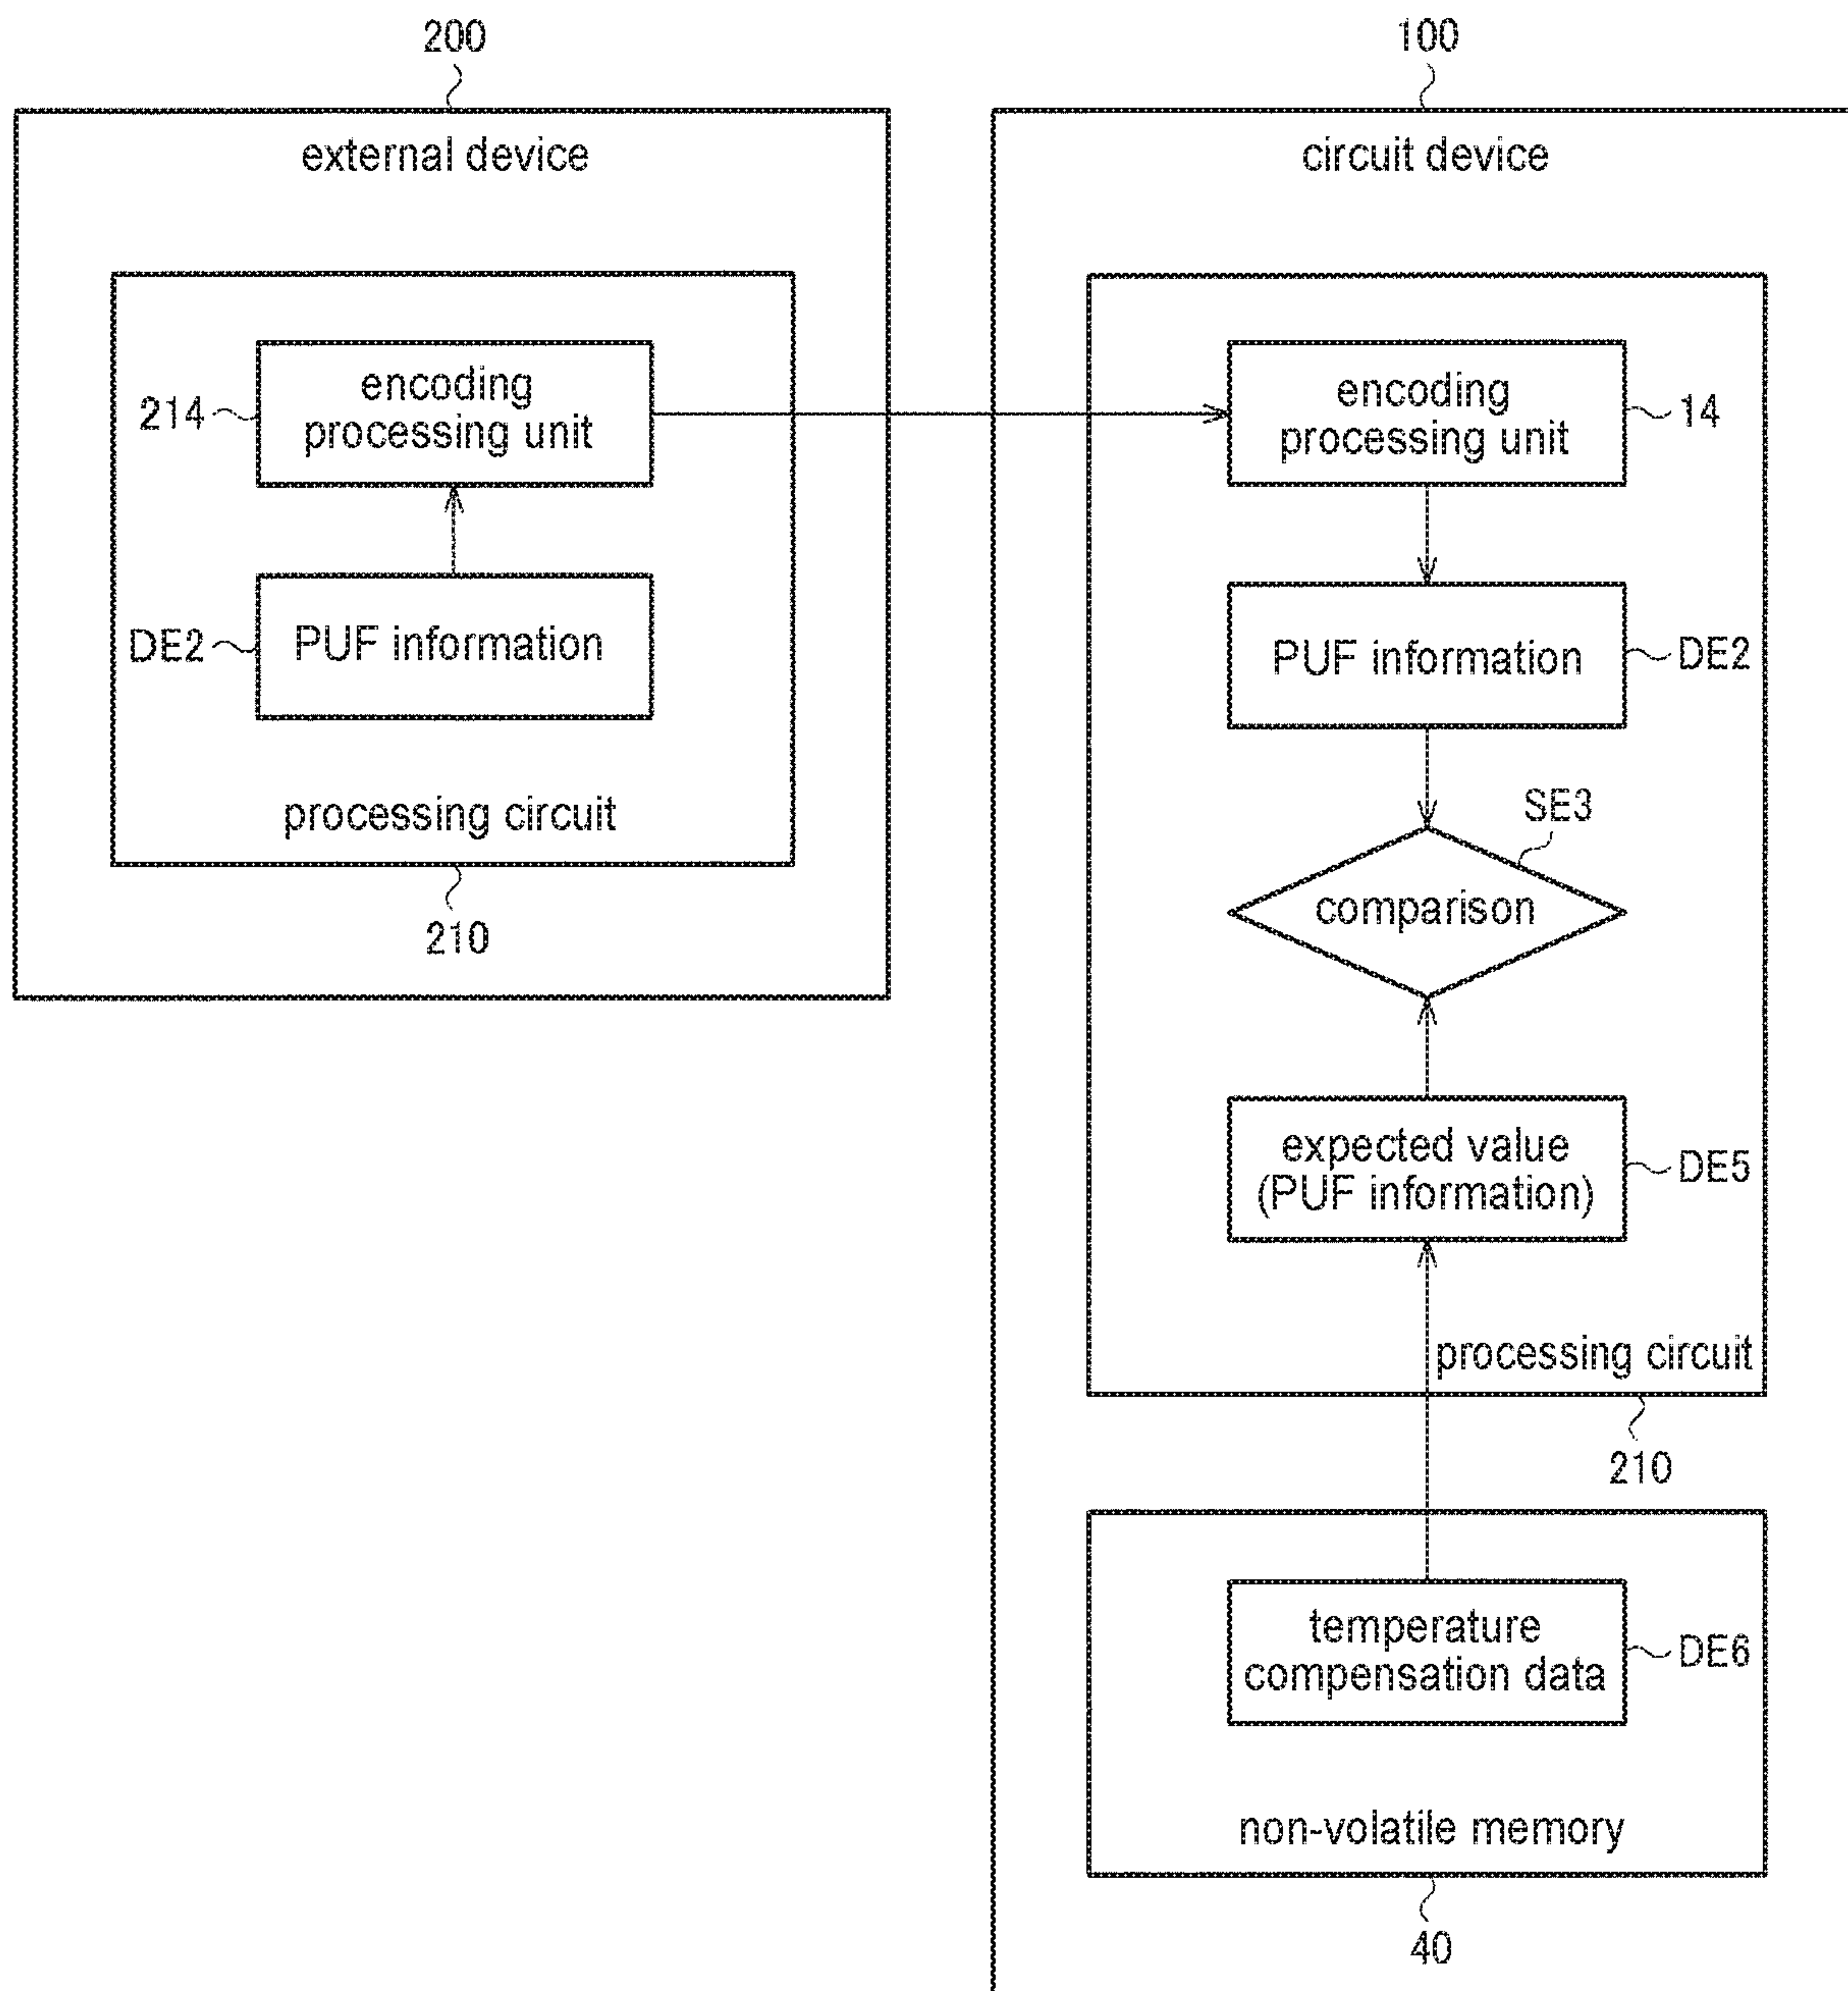 200
external device
214
encoding
processing unit
DE2
PUF information
processing circuit
210
100
circuit device
encoding
processing unit
14
PUF information
DE2
SE3
comparison
expected value
(PUF information)
DE5
processing circuit
210
temperature
compensation data
DE6
non-volatile memory
40